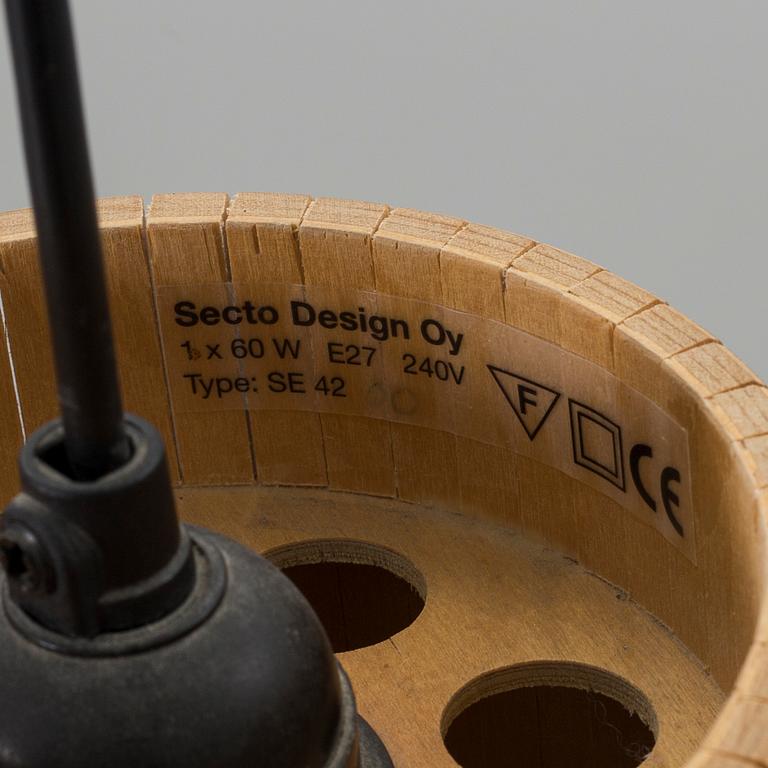 Secto Design Oy
1 x 60 W E27 240V
Type: SE 42
F
CE